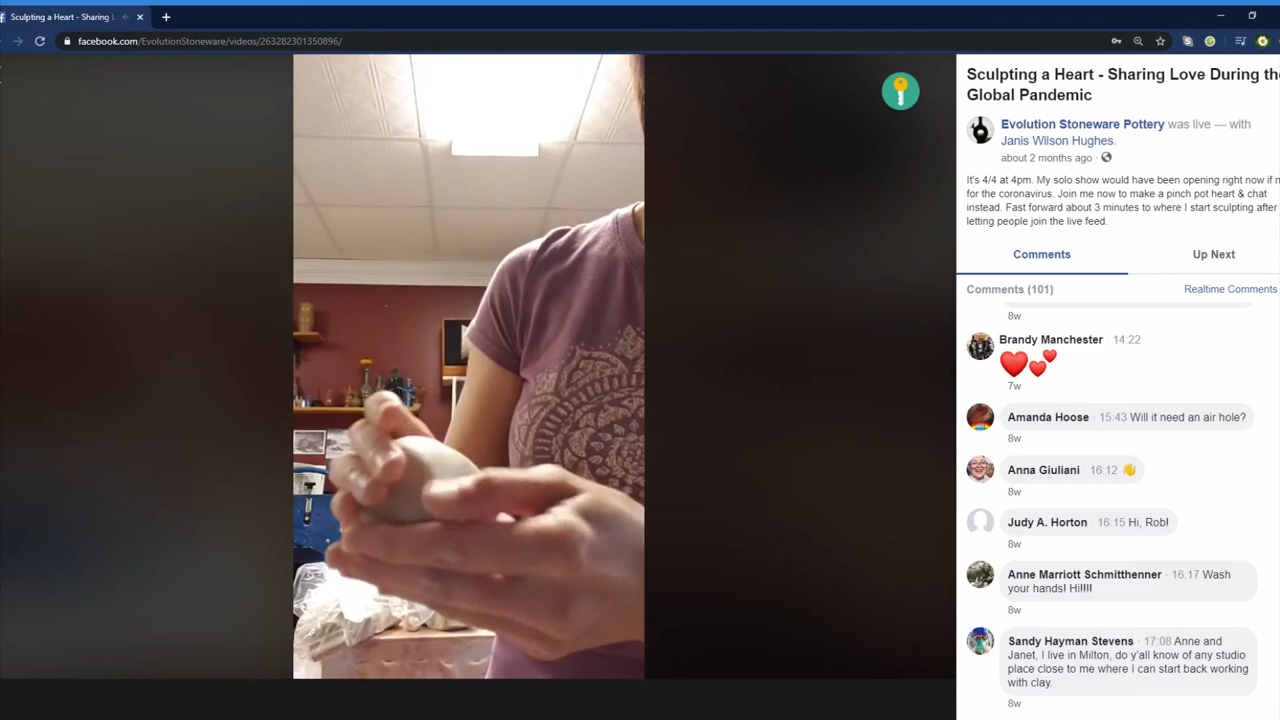 Sculpting a Heart - Sharing L
facebook.com/EvolutionStoneware/videos/263282301350896/
Sculpting a Heart - Sharing Love During the
Global Pandemic
Evolution Stoneware Pottery was live — with
Janis Wilson Hughes.
about 2 months ago ·
It's 4/4 at 4pm. My solo show would have been opening right now if n
for the coronavirus. Join me now to make a pinch pot heart & chat
instead. Fast forward about 3 minutes to where I start sculpting after
letting people join the live feed.
Comments
Up Next
Comments (101)
Realtime Comments
8w
Brandy Manchester · 14:22
7w
Amanda Hoose · 15:43 Will it need an air hole?
8w
Anna Giuliani · 16:12 👋
8w
Judy A. Horton · 16:15 Hi, Rob!
8w
Anne Marriott Schmitthenner · 16:17 Wash
your hands! Hi!!!!
8w
Sandy Hayman Stevens · 17:08 Anne and
Janet, I live in Milton, do y'all know of any studio
place close to me where I can start back working
with clay.
8w